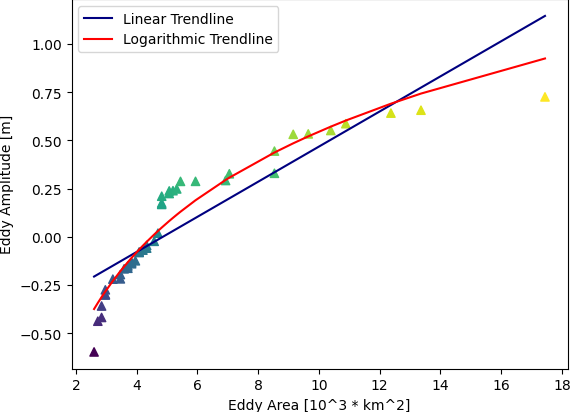 Linear Trendline
Logarithmic Trendline
1.00
0.75
0.50
0.25
0.00
−0.25
−0.50
Eddy Amplitude [m]
2 4 6 8 10 12 14 16 18
Eddy Area [10^3 * km^2]